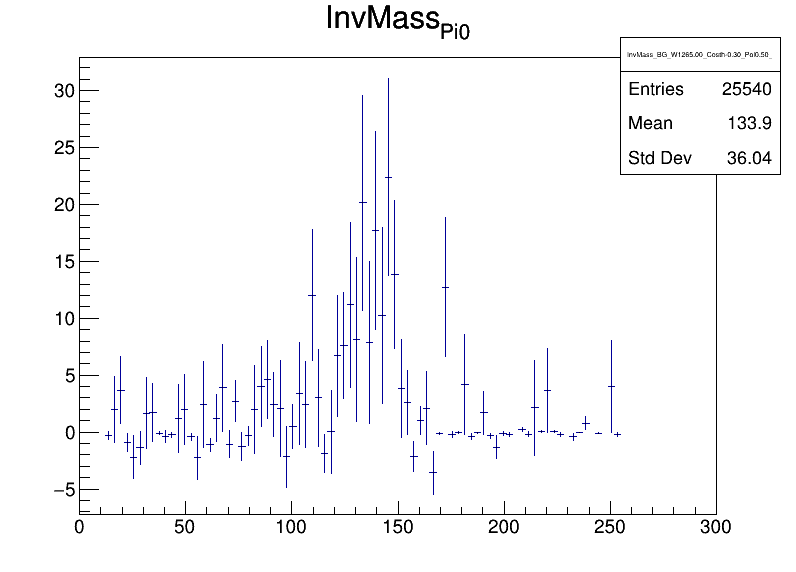 InvMassPi0
InvMass_BG_W1265.00_Costh-0.30_Pol0.50_
Entries 25540
Mean 133.9
Std Dev 36.04
30
25
20
15
10
5
0
−5
0 50 100 150 200 250 300